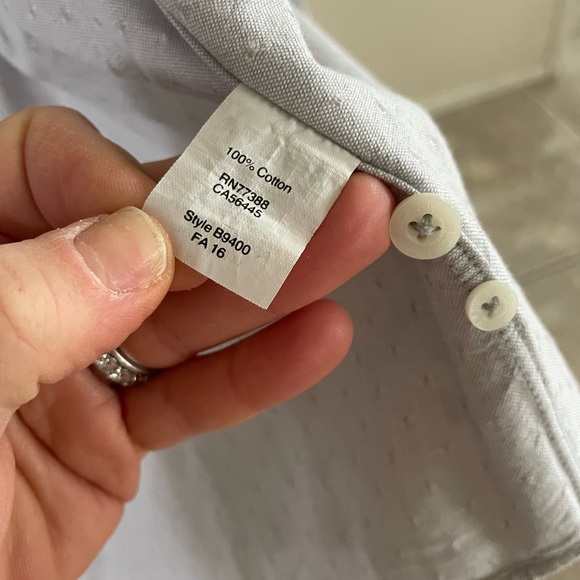 100% Cotton
RN77388
CA56445
Style B9400
FA 16